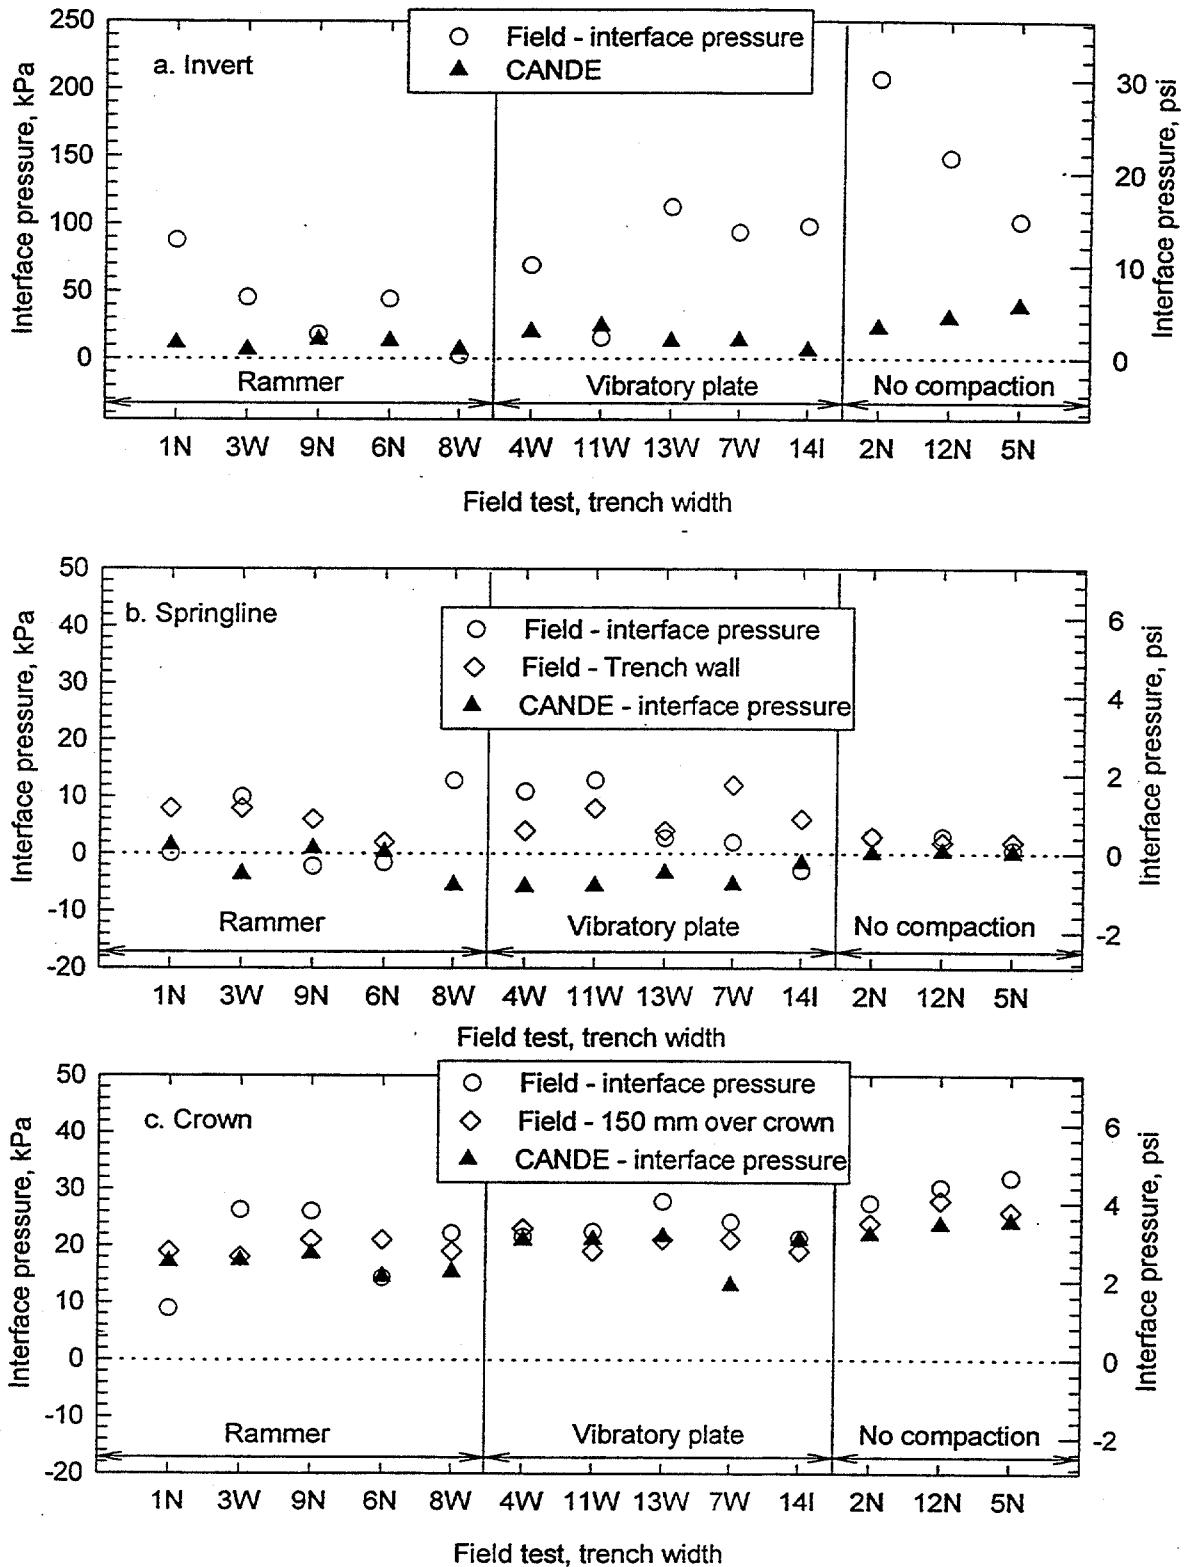 250
200
150
100
50
0
Interface pressure, kPa
a. Invert
Field - interface pressure
CANDE
30
20
10
0
Interface pressure, psi
Rammer
Vibratory plate
No compaction
1N 3W 9N 6N 8W 4W 11W 13W 7W 14I 2N 12N 5N
Field test, trench width
50
40
30
20
10
0
-10
-20
Interface pressure, kPa
b. Springline
Field - interface pressure
Field - Trench wall
CANDE - interface pressure
6
4
2
0
-2
Interface pressure, psi
Rammer
Vibratory plate
No compaction
1N 3W 9N 6N 8W 4W 11W 13W 7W 14I 2N 12N 5N
Field test, trench width
50
40
30
20
10
0
-10
-20
Interface pressure, kPa
c. Crown
Field - interface pressure
Field - 150 mm over crown
CANDE - interface pressure
6
4
2
0
-2
Interface pressure, psi
Rammer
Vibratory plate
No compaction
1N 3W 9N 6N 8W 4W 11W 13W 7W 14I 2N 12N 5N
Field test, trench width